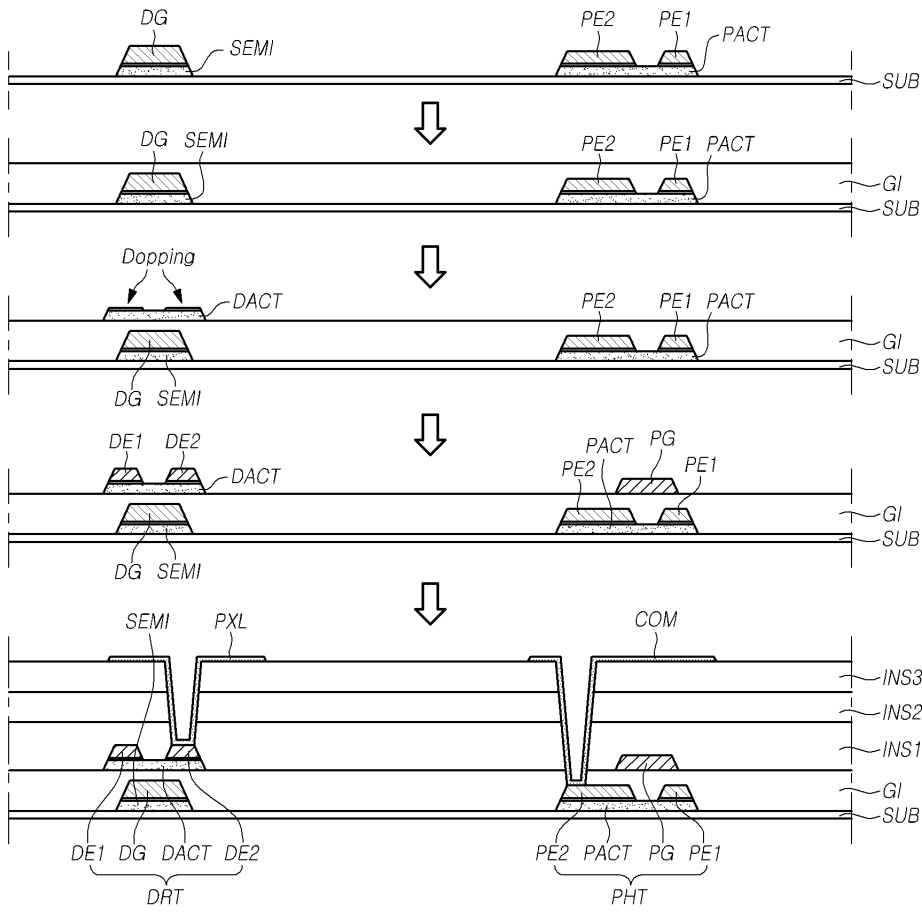 DG SEMI PE2 PE1 PACT
SUB
DG SEMI PE2 PE1 PACT
GI
SUB
Dopping
DACT PE2 PE1 PACT
GI
SUB
DG SEMI
DE1 DE2 PACT PG
DACT PE2 PE1
GI
SUB
DG SEMI
SEMI PXL COM
INS3
INS2
INS1
GI
SUB
DE1 DG DACT DE2 PE2 PACT PG PE1
DRT PHT